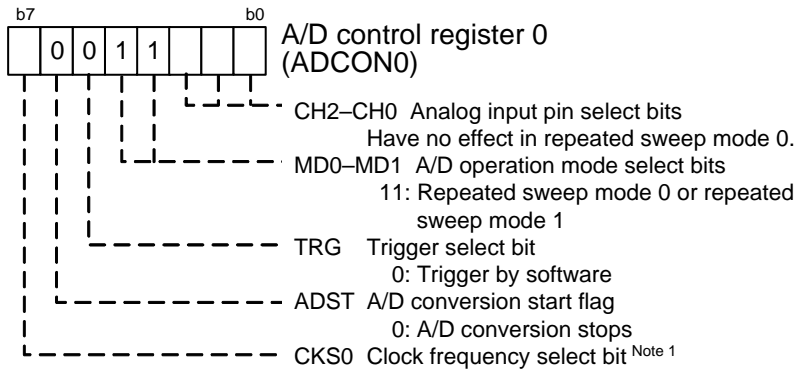 b7 b0
0 0 1 1
A/D control register 0
(ADCON0)
CH2–CH0 Analog input pin select bits
Have no effect in repeated sweep mode 0.
MD0–MD1 A/D operation mode select bits
11: Repeated sweep mode 0 or repeated
sweep mode 1
TRG Trigger select bit
0: Trigger by software
ADST A/D conversion start flag
0: A/D conversion stops
CKS0 Clock frequency select bit Note 1